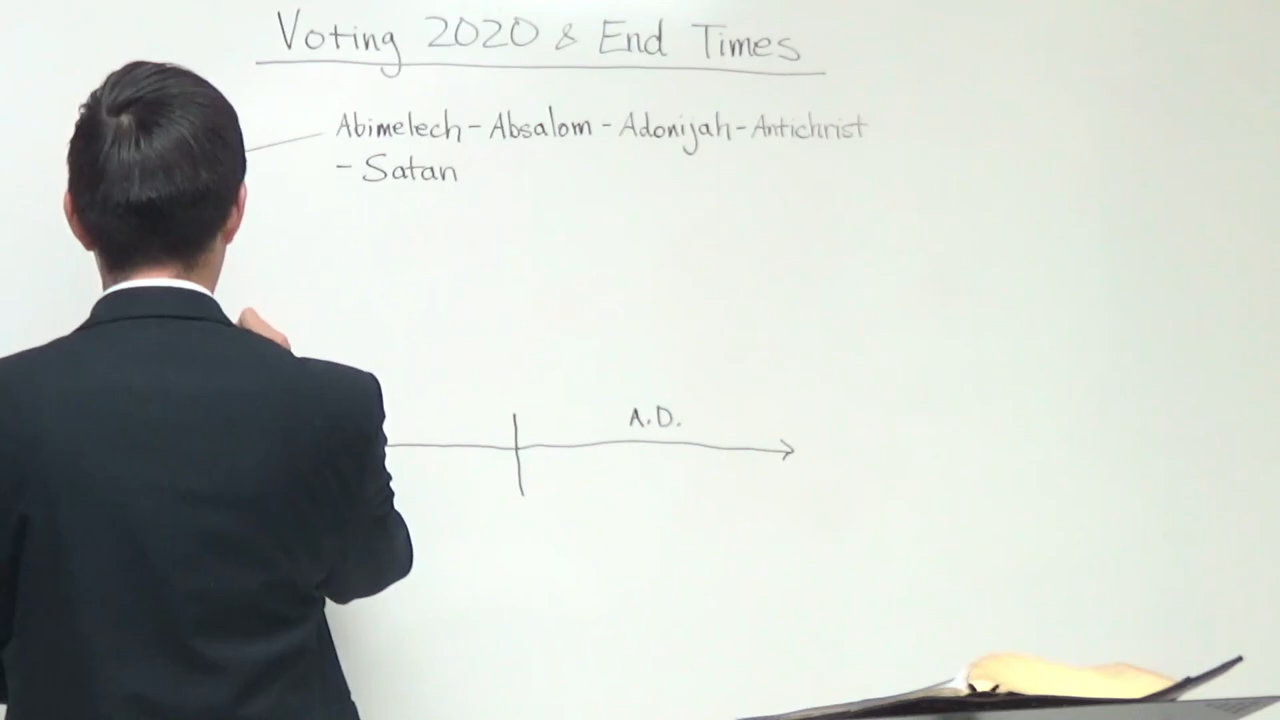 Voting 2020 & End Times
Abimelech - Absalom - Adonijah - Antichrist
- Satan
A.D.